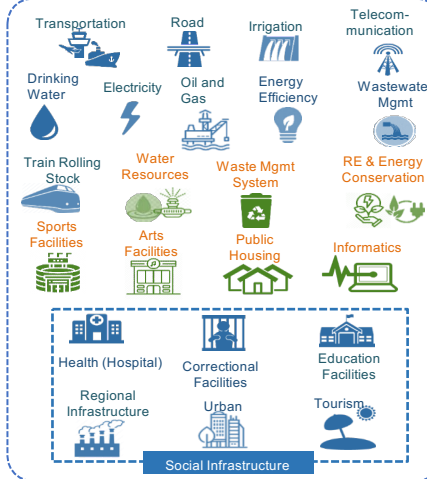 Transportation
Road
Irrigation
Telecom-
munication
Drinking
Water
Electricity
Oil and
Gas
Energy
Efficiency
Wastewate
Mgmt
Train Rolling
Stock
Water
Resources
Waste Mgmt
System
RE & Energy
Conservation
Sports
Facilities
Arts
Facilities
Public
Housing
Informatics
Health (Hospital)
Correctional
Facilities
Education
Facilities
Regional
Infrastructure
Urban
Tourism
Social Infrastructure